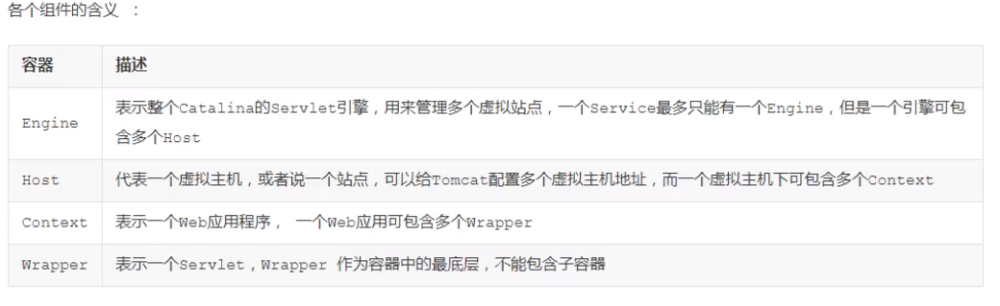 各个组件的含义 ：
容器 描述
Engine 表示整个Catalina的Servlet引擎，用来管理多个虚拟站点，一个Service最多只能有一个Engine，但是一个引擎可包
含多个Host
Host 代表一个虚拟主机，或者说一个站点，可以给Tomcat配置多个虚拟主机地址，而一个虚拟主机下可包含多个Context
Context 表示一个Web应用程序， 一个Web应用可包含多个Wrapper
Wrapper 表示一个Servlet，Wrapper 作为容器中的最底层，不能包含子容器